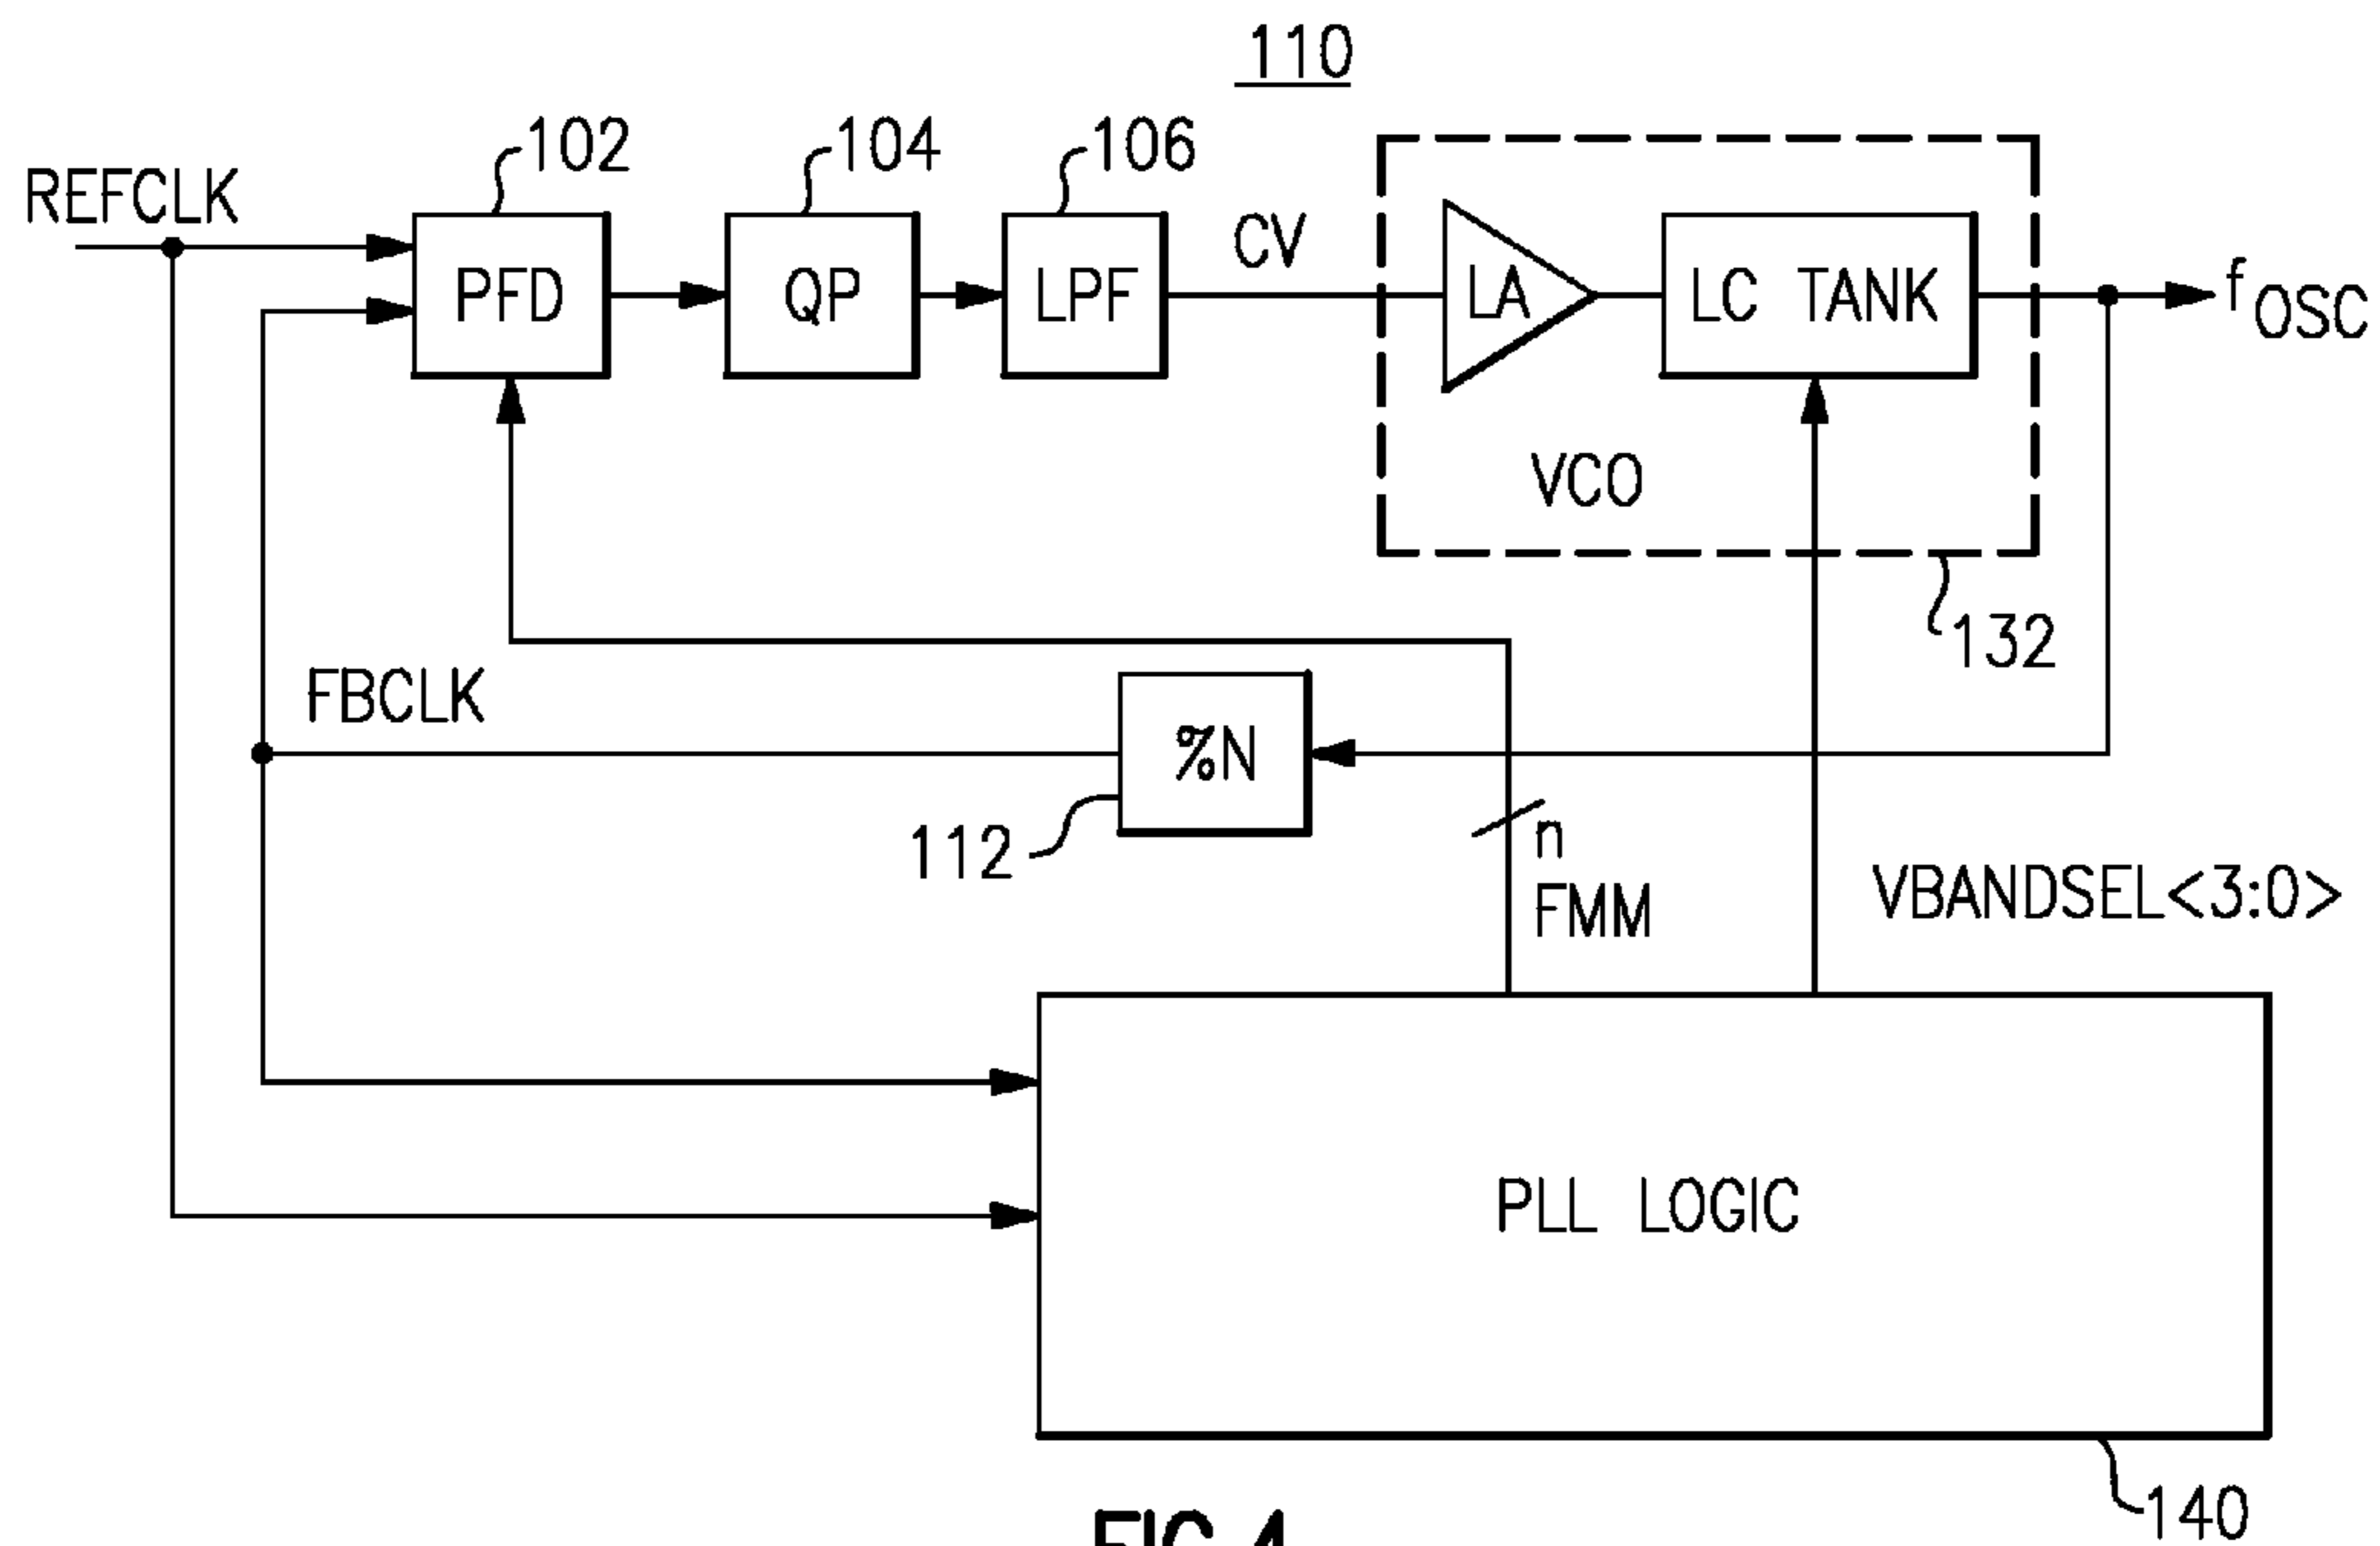 110
102
104
106
REFCLK
PFD
QP
LPF
CV
LA
LC TANK
fOSC
VCO
132
FBCLK
%N
112
n
FMM
VBANDSEL<3:0>
PLL LOGIC
140